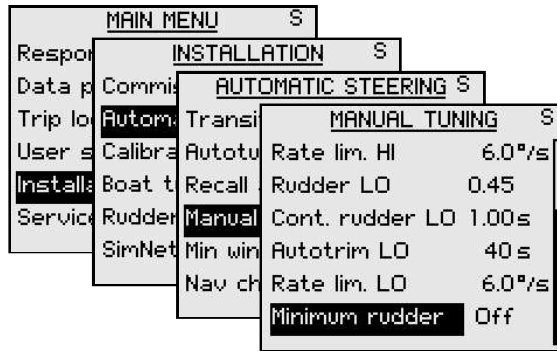 MAIN MENU S
Respo
Data p
Trip lo
User s
Installa
Service
INSTALLATION S
Commis
Automa
Calibra
Boat t
Rudder
SimNet
AUTOMATIC STEERING S
Transi
Autotu
Recall
Manual
Min win
Nav ch
MANUAL TUNING S
Rate lim. HI 6.0°/s
Rudder LO 0.45
Cont. rudder LO 1.00s
Autotrim LO 40 s
Rate lim. LO 6.0°/s
Minimum rudder Off